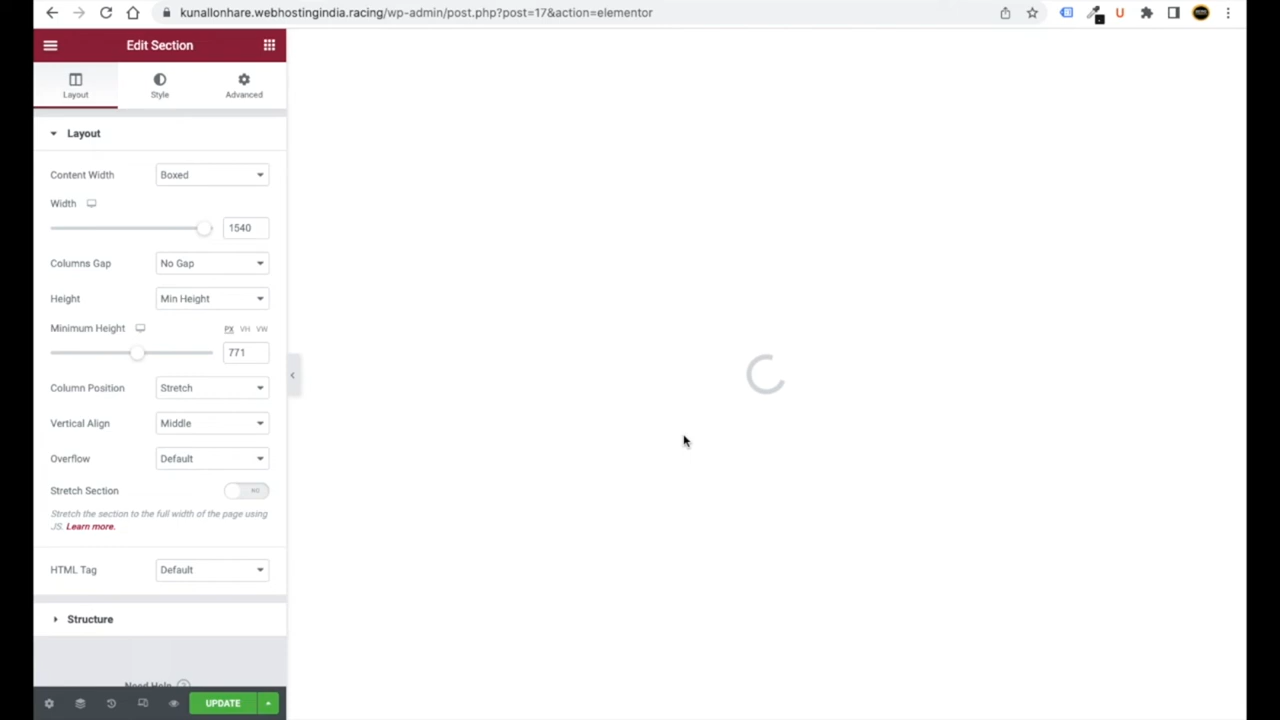 kunallonhare.webhostingindia.racing/wp-admin/post.php?post=17&action=elementor
Edit Section
Layout
Style
Advanced
Layout
Content Width
Boxed
Width
1540
Columns Gap
No Gap
Height
Min Height
Minimum Height
PX VH VW
771
Column Position
Stretch
Vertical Align
Middle
Overflow
Default
Stretch Section
NO
Stretch the section to the full width of the page using
JS. Learn more.
HTML Tag
Default
Structure
Need Help
UPDATE